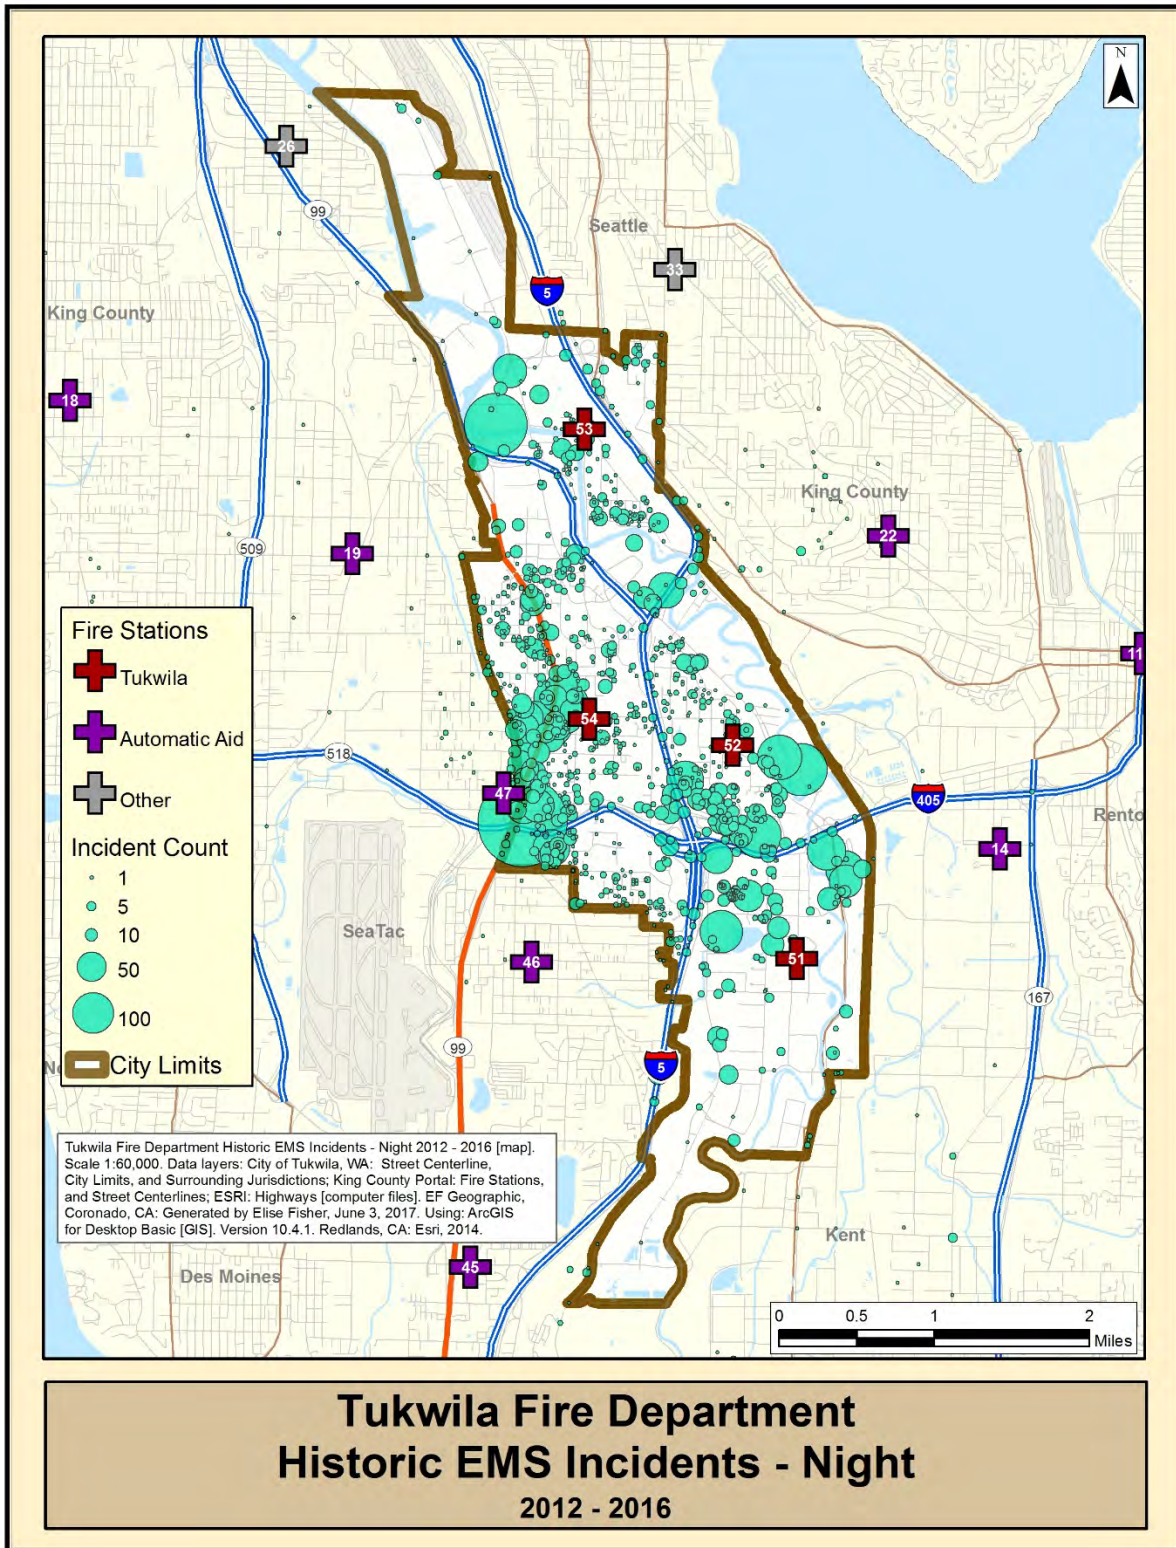 N
26
99
Seattle
33
5
King County
18
53
King County
22
509
19
Fire Stations
Tukwila
Automatic Aid
Other
Incident Count
1
5
10
50
100
City Limits
11
54
52
518
47
405
Rento
14
SeaTac
46
51
167
99
5
Tukwila Fire Department Historic EMS Incidents - Night 2012 - 2016 [map].
Scale 1:60,000. Data layers: City of Tukwila, WA: Street Centerline,
City Limits, and Surrounding Jurisdictions; King County Portal: Fire Stations,
and Street Centerlines; ESRI: Highways [computer files]. EF Geographic,
Coronado, CA: Generated by Elise Fisher, June 3, 2017. Using: ArcGIS
for Desktop Basic [GIS]. Version 10.4.1. Redlands, CA: Esri, 2014.
Kent
45
Des Moines
0 0.5 1 2
Miles
Tukwila Fire Department
Historic EMS Incidents - Night
2012 - 2016